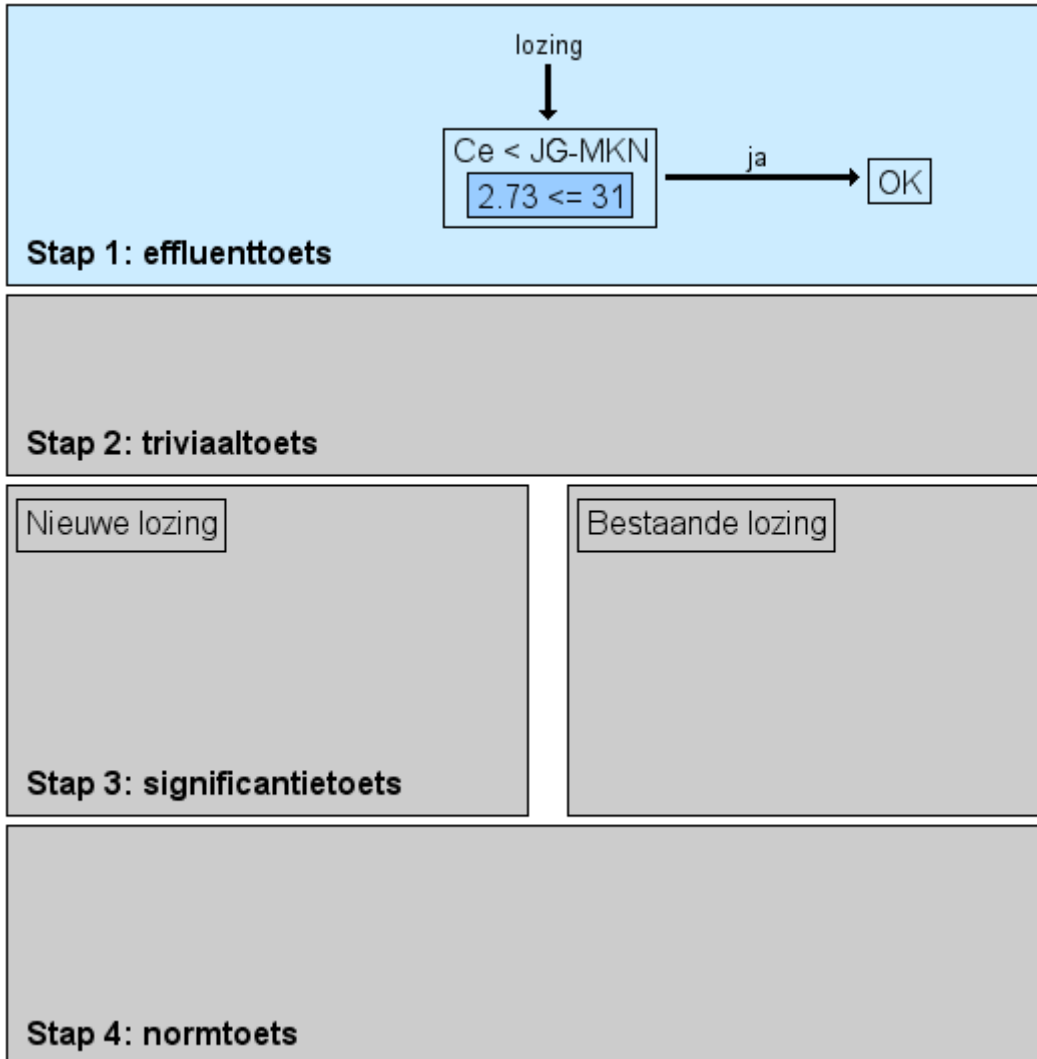 lozing
Ce < JG-MKN
2.73 <= 31
ja
OK
Stap 1: effluenttoets
Stap 2: triviaaltoets
Nieuwe lozing
Bestaande lozing
Stap 3: significantietoets
Stap 4: normtoets